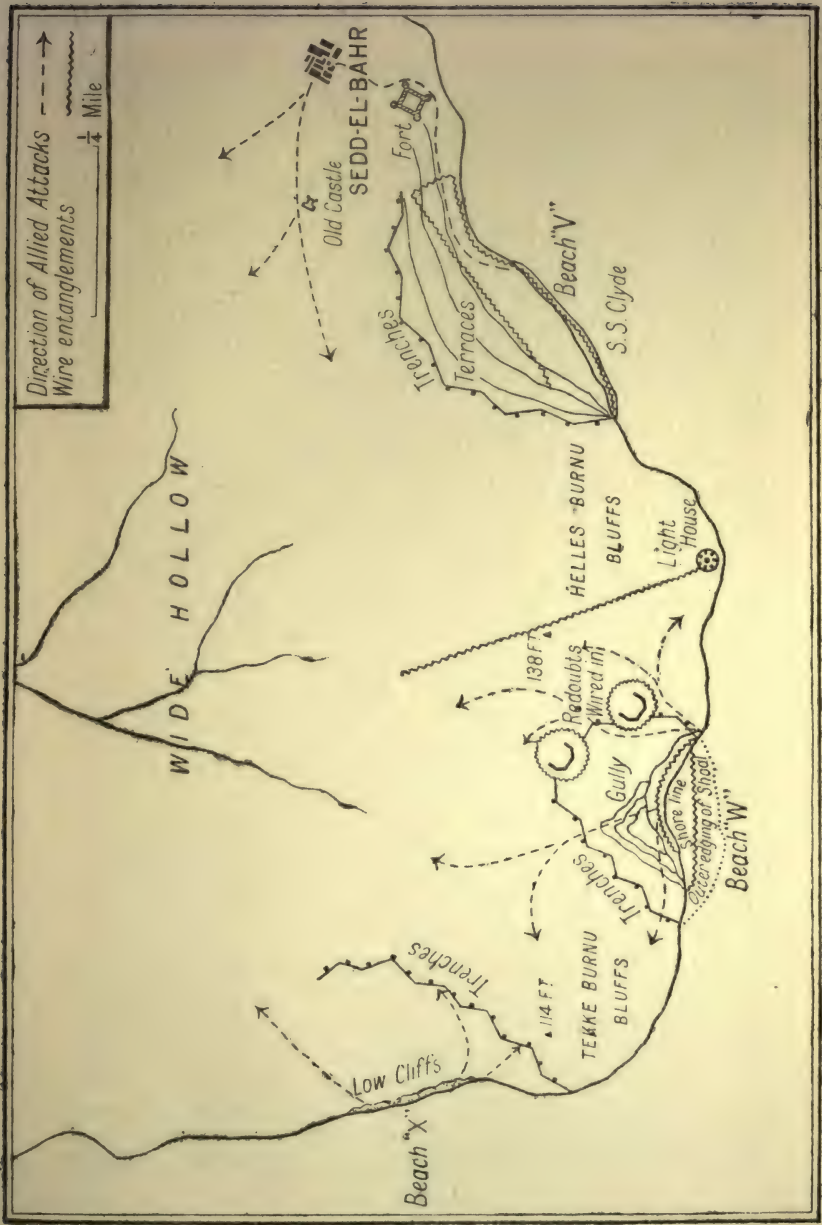 Direction of Allied Attacks
Wire entanglements
1/4 Mile
SEDD-EL-BAHR
Fort
Old Castle
Trenches
Terraces
Beach "V"
S.S. Clyde
WIDE HOLLOW
HELLES BURNU
BLUFFS
Light
House
138 FT
Redoubts
Wired in
Gully
Shore line
Outer edging of Shoal
Beach "W"
Trenches
Trenches
114 FT
TEKKE BURNU
BLUFFS
Low Cliffs
Beach "X"